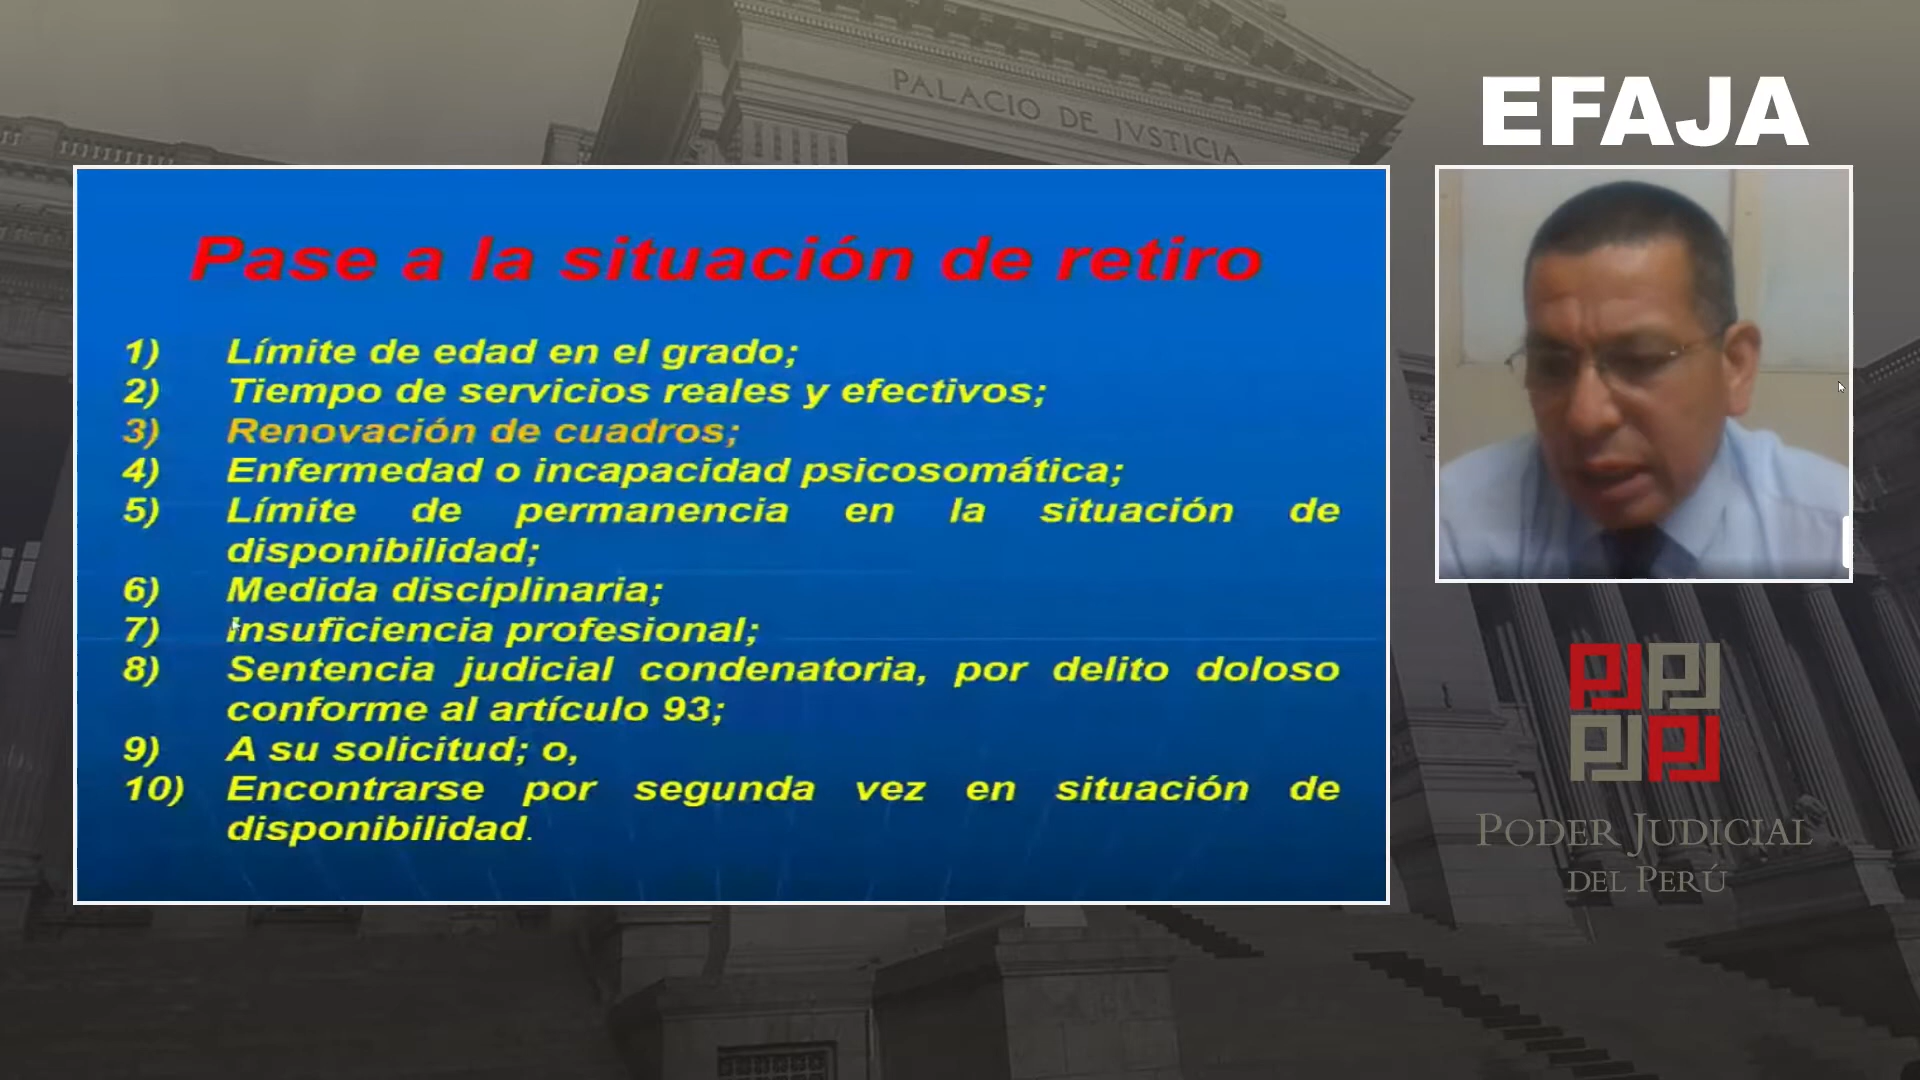 PALACIO DE JVSTICIA
EFAJA
Pase a la situación de retiro
1) Límite de edad en el grado;
2) Tiempo de servicios reales y efectivos;
3) Renovación de cuadros;
4) Enfermedad o incapacidad psicosomática;
5) Límite de permanencia en la situación de
disponibilidad;
6) Medida disciplinaria;
7) Insuficiencia profesional;
8) Sentencia judicial condenatoria, por delito doloso
conforme al artículo 93;
9) A su solicitud; o,
10) Encontrarse por segunda vez en situación de
disponibilidad.
PODER JUDICIAL
DEL PERÚ